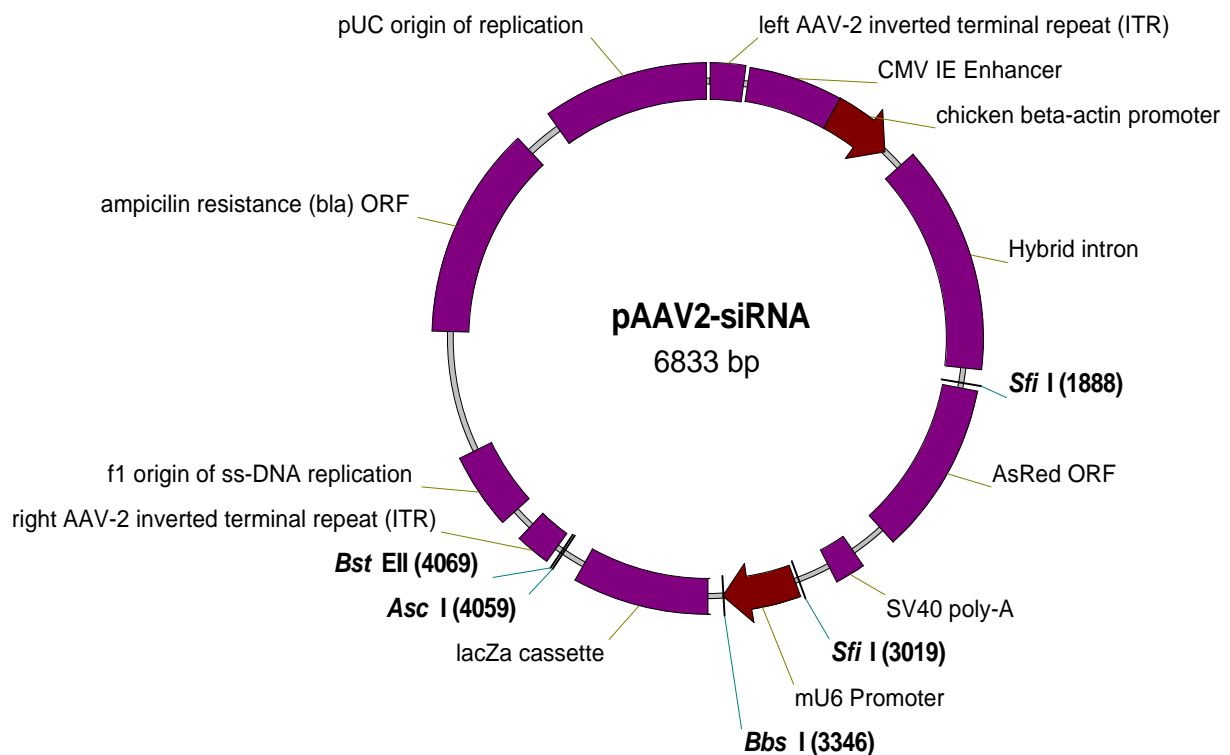 pUC origin of replication
left AAV-2 inverted terminal repeat (ITR)
CMV IE Enhancer
chicken beta-actin promoter
ampicilin resistance (bla) ORF
Hybrid intron
pAAV2-siRNA
6833 bp
Sfi I (1888)
f1 origin of ss-DNA replication
AsRed ORF
right AAV-2 inverted terminal repeat (ITR)
Bst EII (4069)
Asc I (4059)
SV40 poly-A
lacZa cassette
Sfi I (3019)
mU6 Promoter
Bbs I (3346)